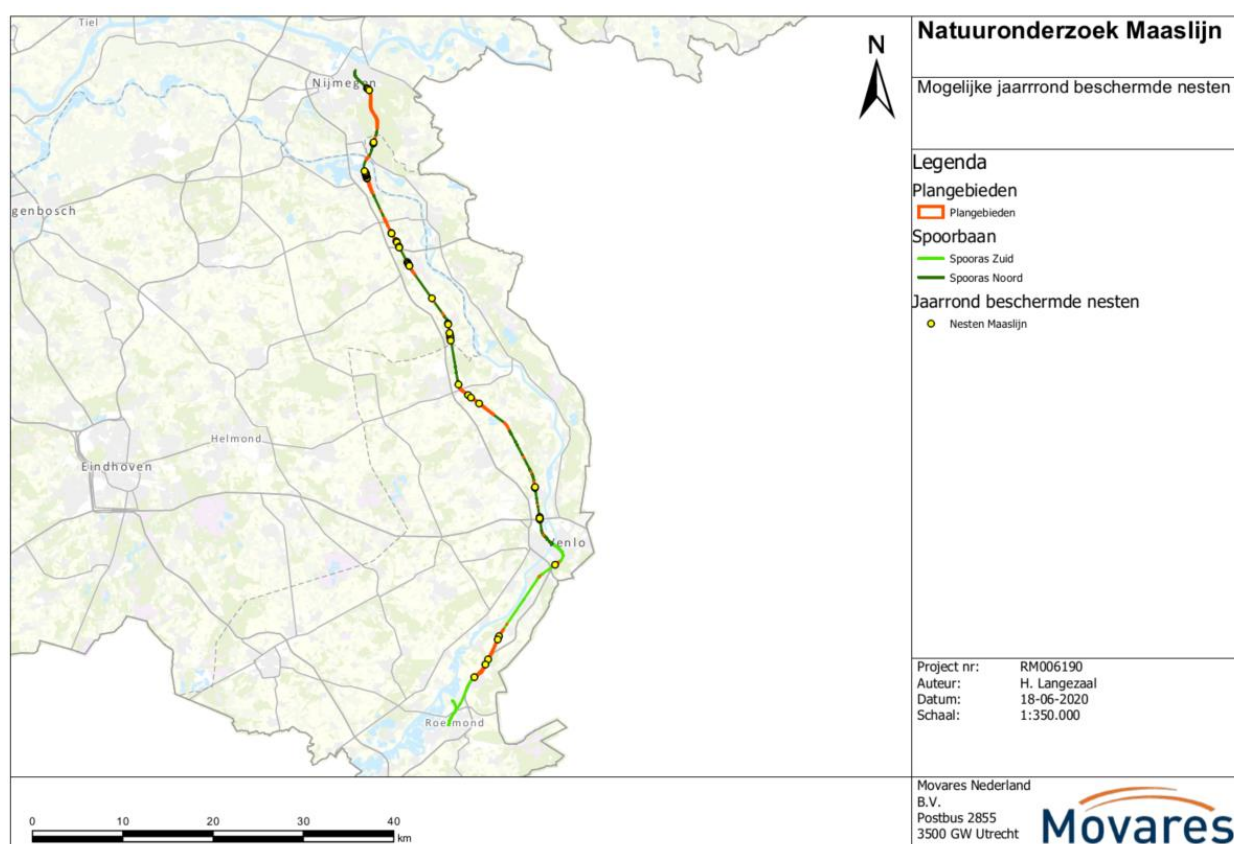 Natuuronderzoek Maaslijn
Mogelijke jaarrrond beschermde nesten
Legenda
Plangebieden
Plangebieden
Spoorbaan
Spooras Zuid
Spooras Noord
Jaarrond beschermde nesten
Nesten Maaslijn
N
Tiel
Nijmegen
genbosch
Helmond
Eindhoven
Venlo
Roermond
Project nr: RM006190
Auteur: H. Langezaal
Datum: 18-06-2020
Schaal: 1:350.000
0 10 20 30 40
km
Movares Nederland
B.V.
Postbus 2855
3500 GW Utrecht
Movares